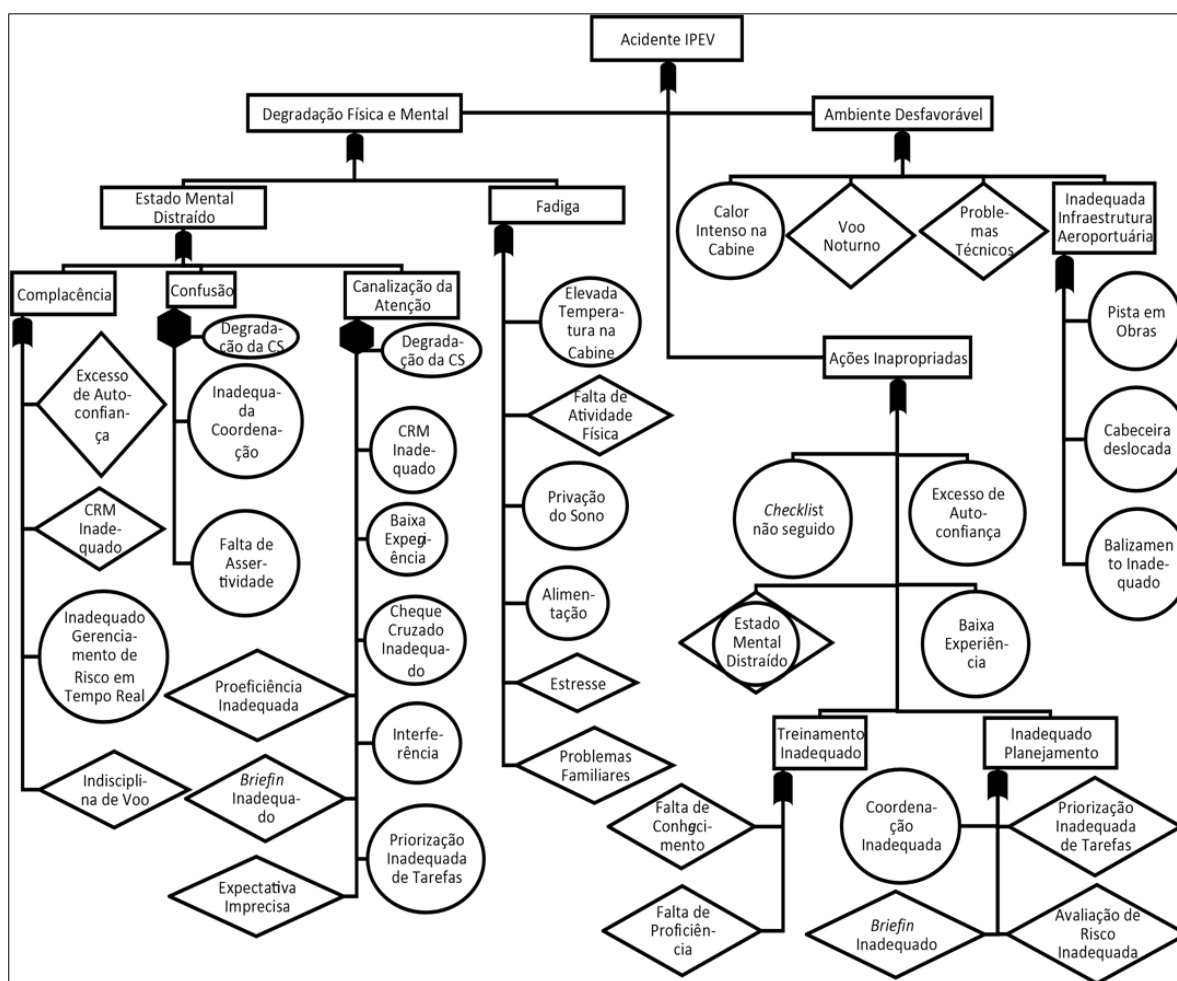 Acidente IPEV
Degradação Física e Mental
Ambiente Desfavorável
Estado Mental
Distraído
Fadiga
Calor
Intenso na
Cabine
Voo
Noturno
Proble-
mas
Técnicos
Inadequada
Infraestrutura
Aeroportuária
Complacência
Confusão
Canalização da
Atenção
Degrada-
ção da CS
Degrada-
ção da CS
Excesso
de Auto-
confian-
ça
Inadequa-
da
Coordena-
ção
CRM
Inade-
quado
CRM
Inade-
quado
Baixa
Experi-
ência
Falta de
Asser-
tividade
Inadequado
Gerencia-
mento de
Risco em
Tempo Real
Cheque
Cruzado
Inadequa-
do
Proeficiência
Inadequada
Interfe-
rência
Indiscipli-
na de Voo
Briefin
Inadequa-
do
Priorização
Inadequada
de Tarefas
Expectativa
Imprecisa
Elevada
Tempera-
tura na
Cabine
Falta de
Atividade
Física
Privação
do Sono
Alimen-
tação
Estresse
Problemas
Familiares
Ações Inapropriadas
Checklist
não seguido
Excesso de
Auto-
confiança
Estado
Mental
Distraído
Baixa
Experiência
Pista em
Obras
Cabeceira
deslocada
Balizamen
to Inade-
quado
Treinamento
Inadequado
Inadequado
Planejamento
Falta de
Conhgci-
mento
Falta de
Profici-
ência
Coordena-
ção
Inadequada
Priorização
Inadequada
de Tarefas
Briefin
Inadequado
Avaliação de
Risco
Inadequada